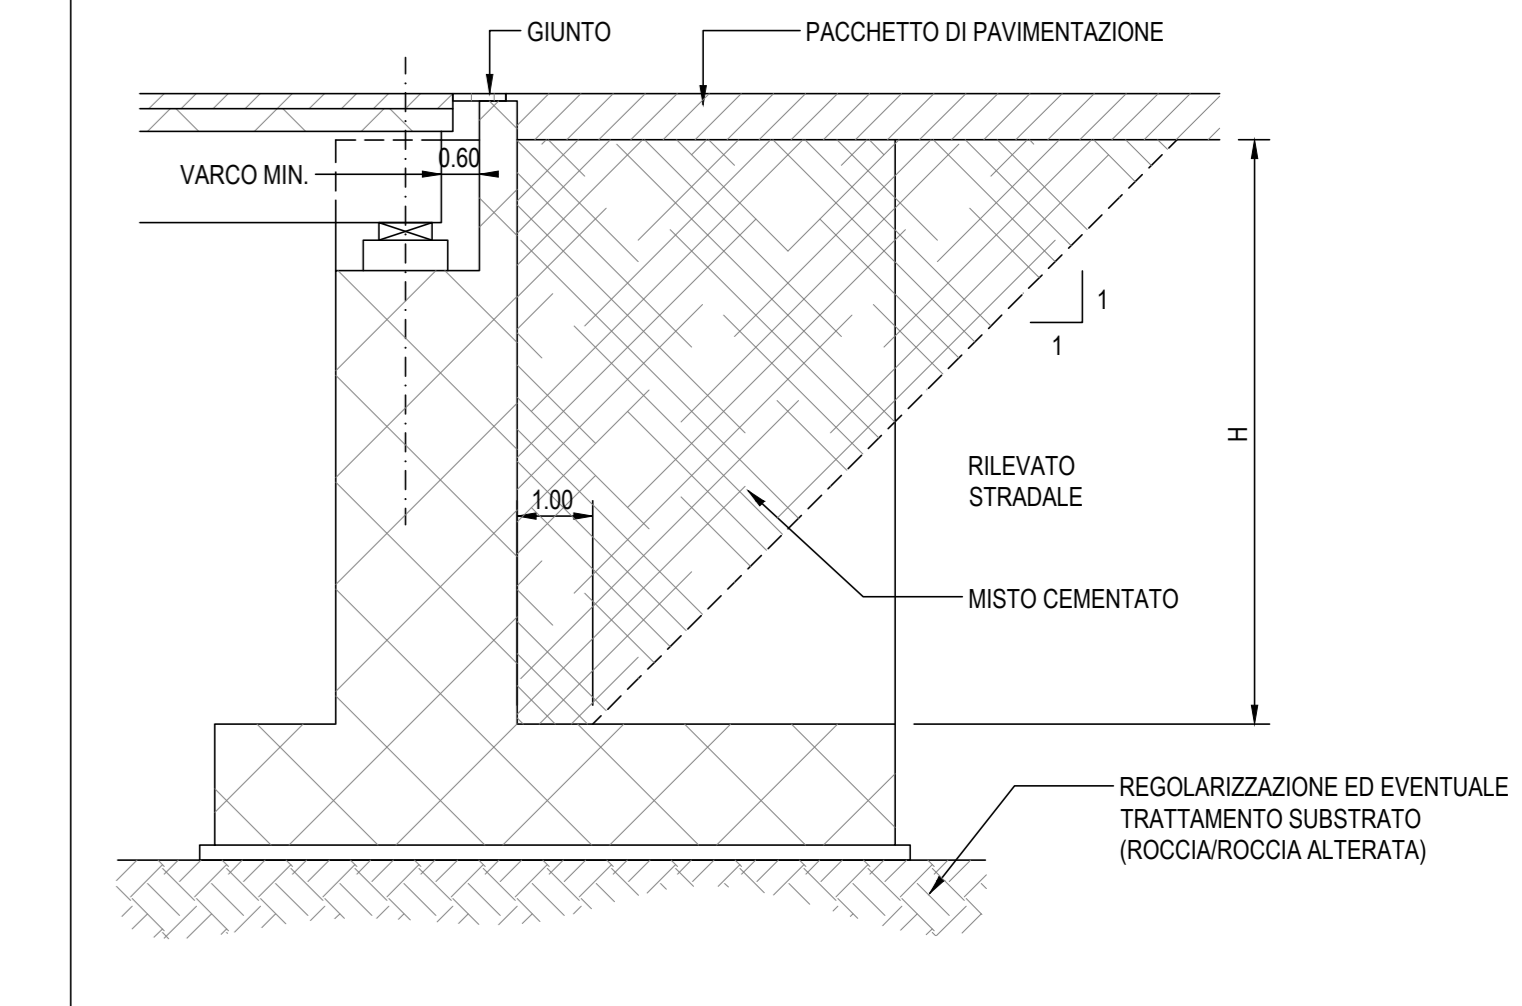 GIUNTO
PACCHETTO DI PAVIMENTAZIONE
VARCO MIN.
0.60
1
1
H
RILEVATO
STRADALE
1.00
MISTO CEMENTATO
REGOLARIZZAZIONE ED EVENTUALE
TRATTAMENTO SUBSTRATO
(ROCCIA/ROCCIA ALTERATA)